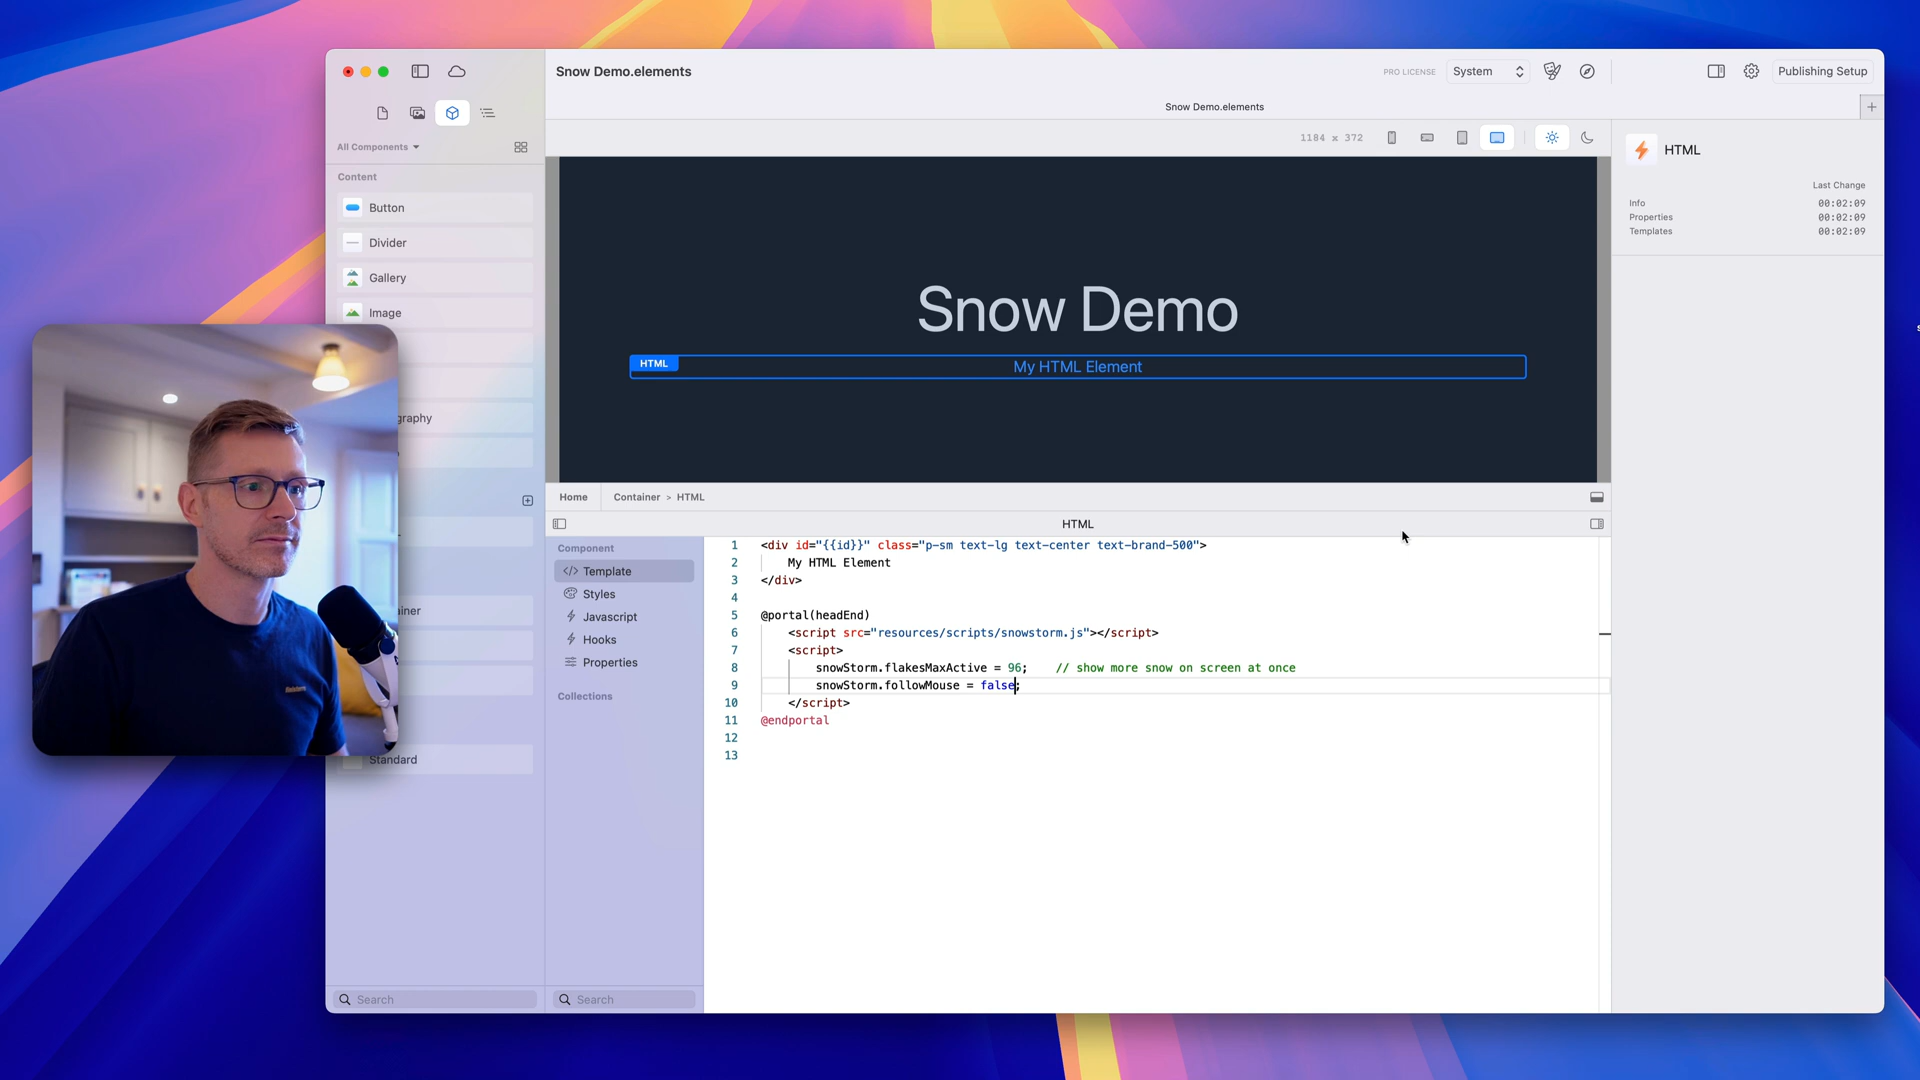 Snow Demo.elements
PRO LICENSE
System
Publishing Setup
Snow Demo.elements
All Components
1184 x 372
HTML
Content
Last Change
Info 00:02:09
Properties 00:02:09
Templates 00:02:09
Button
Divider
Gallery
Image
Snow Demo
HTML
My HTML Element
graphy
Home
Container > HTML
HTML
Component
Template
Styles
Javascript
Hooks
Properties
Collections
1 <div id="{{id}}" class="p-sm text-lg text-center text-brand-500">
2 My HTML Element
3 </div>
4
5 @portal(headEnd)
6 <script src="resources/scripts/snowstorm.js"></script>
7 <script>
8 snowStorm.flakesMaxActive = 96; // show more snow on screen at once
9 snowStorm.followMouse = false;
10 </script>
11 @endportal
12
13
ainer
Standard
Search
Search